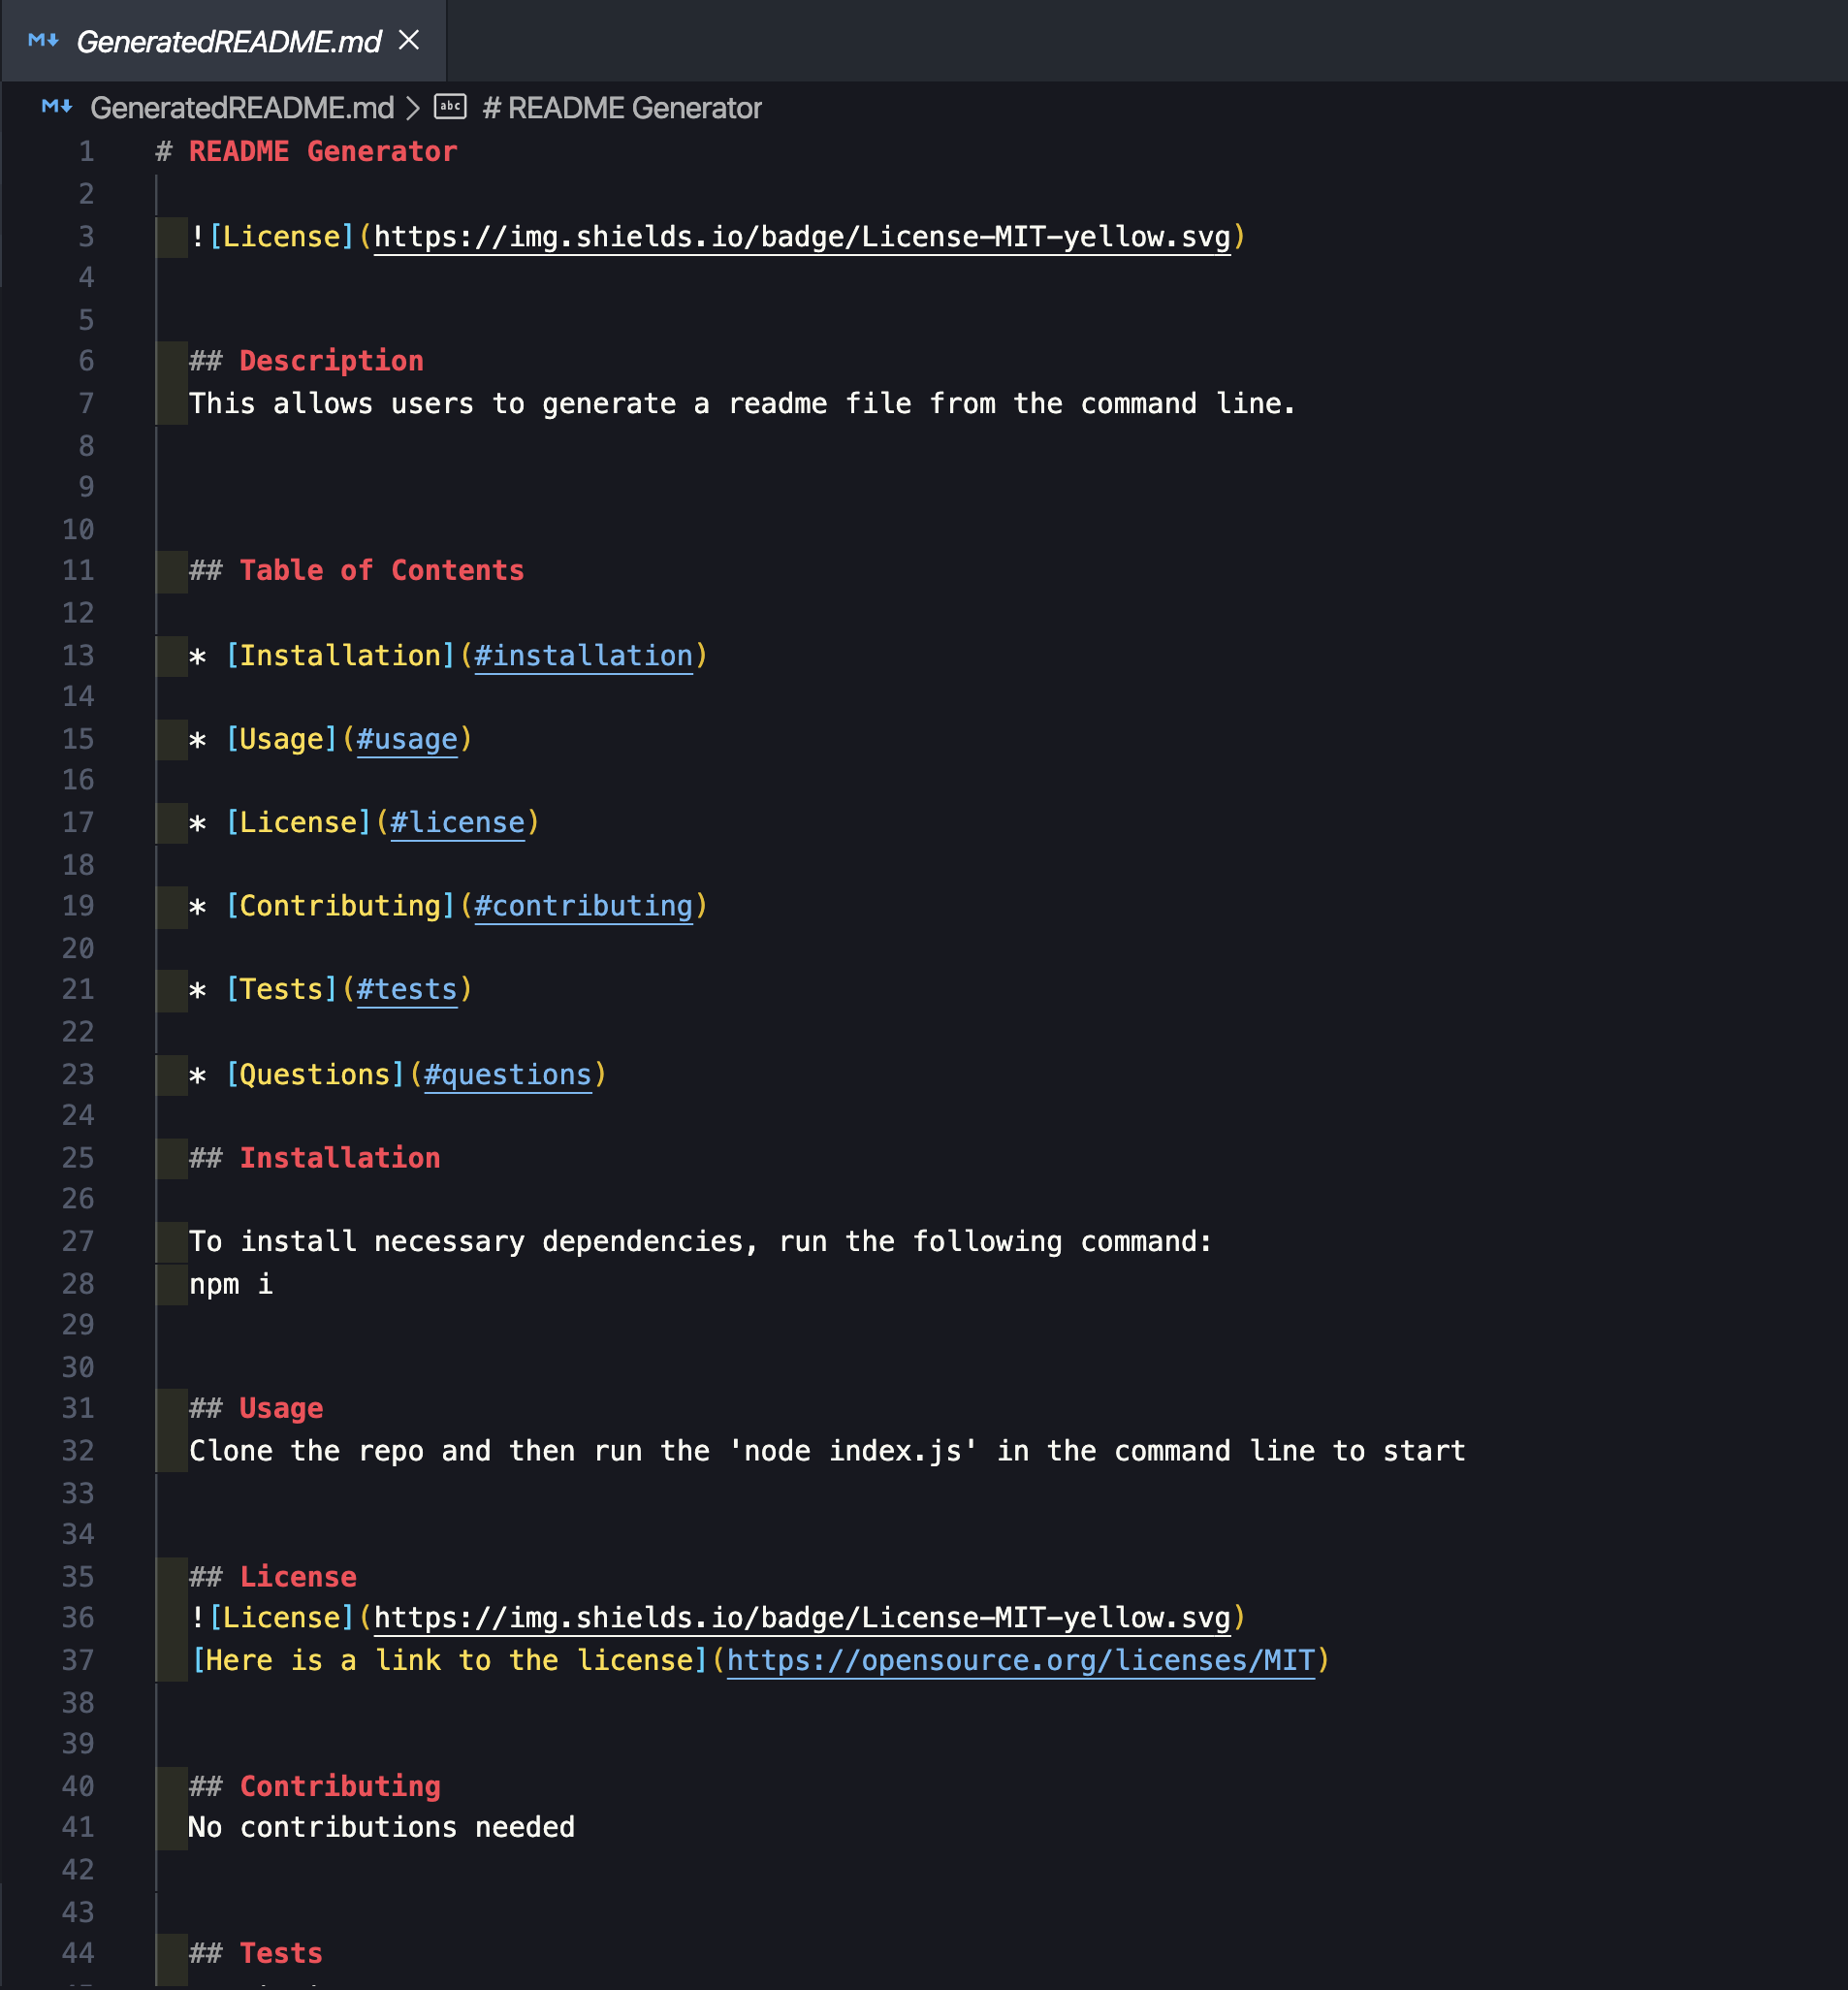 GeneratedREADME.md
GeneratedREADME.md > abc # README Generator
1 # README Generator
2
3 ![License](https://img.shields.io/badge/License-MIT-yellow.svg)
4
5
6 ## Description
7 This allows users to generate a readme file from the command line.
8
9
10
11 ## Table of Contents
12
13 * [Installation](#installation)
14
15 * [Usage](#usage)
16
17 * [License](#license)
18
19 * [Contributing](#contributing)
20
21 * [Tests](#tests)
22
23 * [Questions](#questions)
24
25 ## Installation
26
27 To install necessary dependencies, run the following command:
28 npm i
29
30
31 ## Usage
32 Clone the repo and then run the 'node index.js' in the command line to start
33
34
35 ## License
36 ![License](https://img.shields.io/badge/License-MIT-yellow.svg)
37 [Here is a link to the license](https://opensource.org/licenses/MIT)
38
39
40 ## Contributing
41 No contributions needed
42
43
44 ## Tests